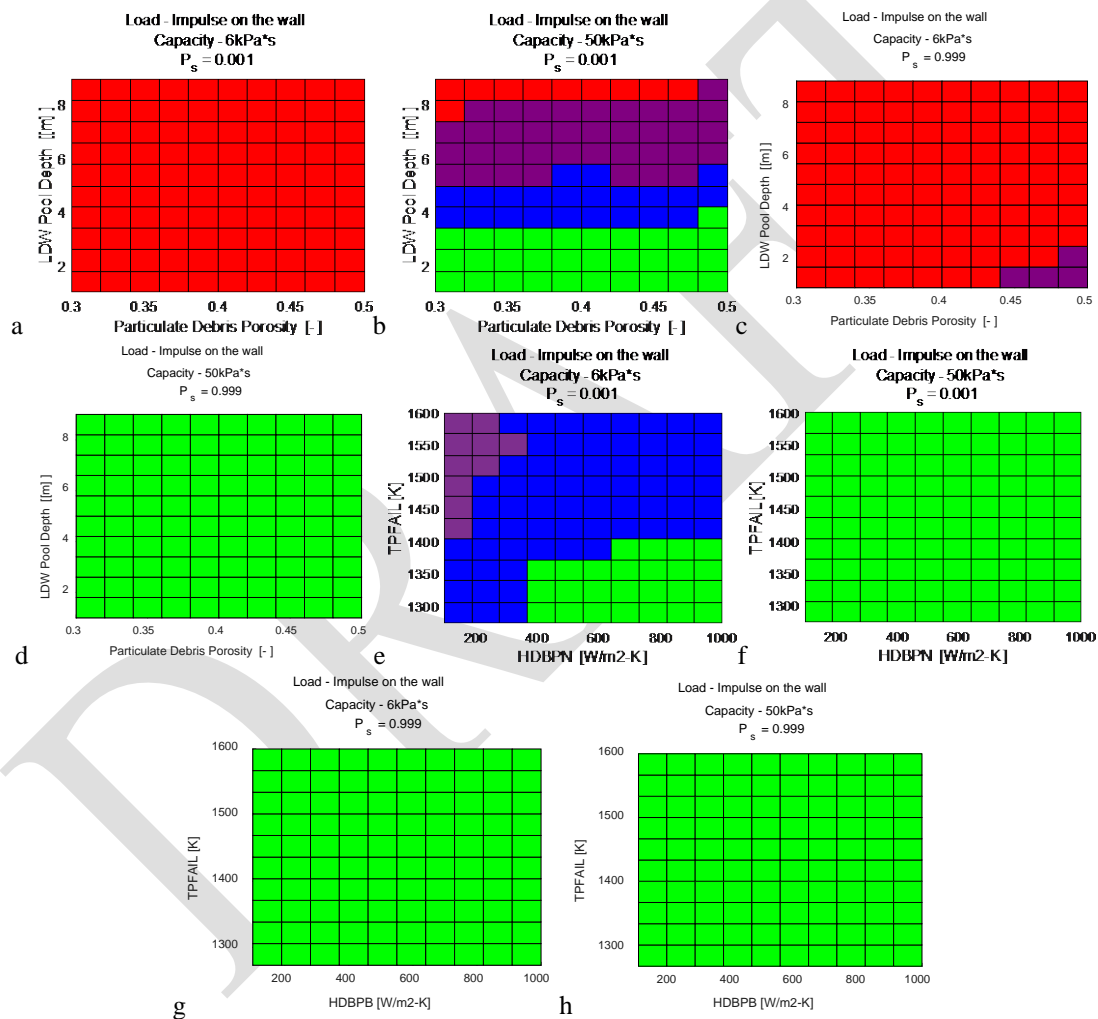 Load - Impulse on the wall
Capacity - 6kPa*s
P_s = 0.001
8
6
4
2
LDW Pool Depth [[m]
0.3 0.35 0.4 0.45 0.5
Particulate Debris Porosity [-]
a
Load - Impulse on the wall
Capacity - 50kPa*s
P_s = 0.001
8
6
4
2
LDW Pool Depth [[m]
0.3 0.35 0.4 0.45 0.5
Particulate Debris Porosity [-]
b
Load - Impulse on the wall
Capacity - 6kPa*s
P_s = 0.999
8
6
4
2
LDW Pool Depth [[m]
0.3 0.35 0.4 0.45 0.5
Particulate Debris Porosity [-]
c
Load - Impulse on the wall
Capacity - 50kPa*s
P_s = 0.999
8
6
4
2
LDW Pool Depth [[m]
0.3 0.35 0.4 0.45 0.5
Particulate Debris Porosity [-]
d
Load - Impulse on the wall
Capacity - 6kPa*s
P_s = 0.001
1600
1550
1500
1450
1400
1350
1300
TPFAIL [K]
200 400 600 800 1000
HDBPN [W/m2-K]
e
Load - Impulse on the wall
Capacity - 50kPa*s
P_s = 0.001
1600
1550
1500
1450
1400
1350
1300
TPFAIL [K]
200 400 600 800 1000
HDBPN [W/m2-K]
f
Load - Impulse on the wall
Capacity - 6kPa*s
P_s = 0.999
1600
1500
1400
1300
TPFAIL [K]
200 400 600 800 1000
HDBPB [W/m2-K]
g
Load - Impulse on the wall
Capacity - 50kPa*s
P_s = 0.999
1600
1500
1400
1300
TPFAIL [K]
200 400 600 800 1000
HDBPB [W/m2-K]
h
DRAFT